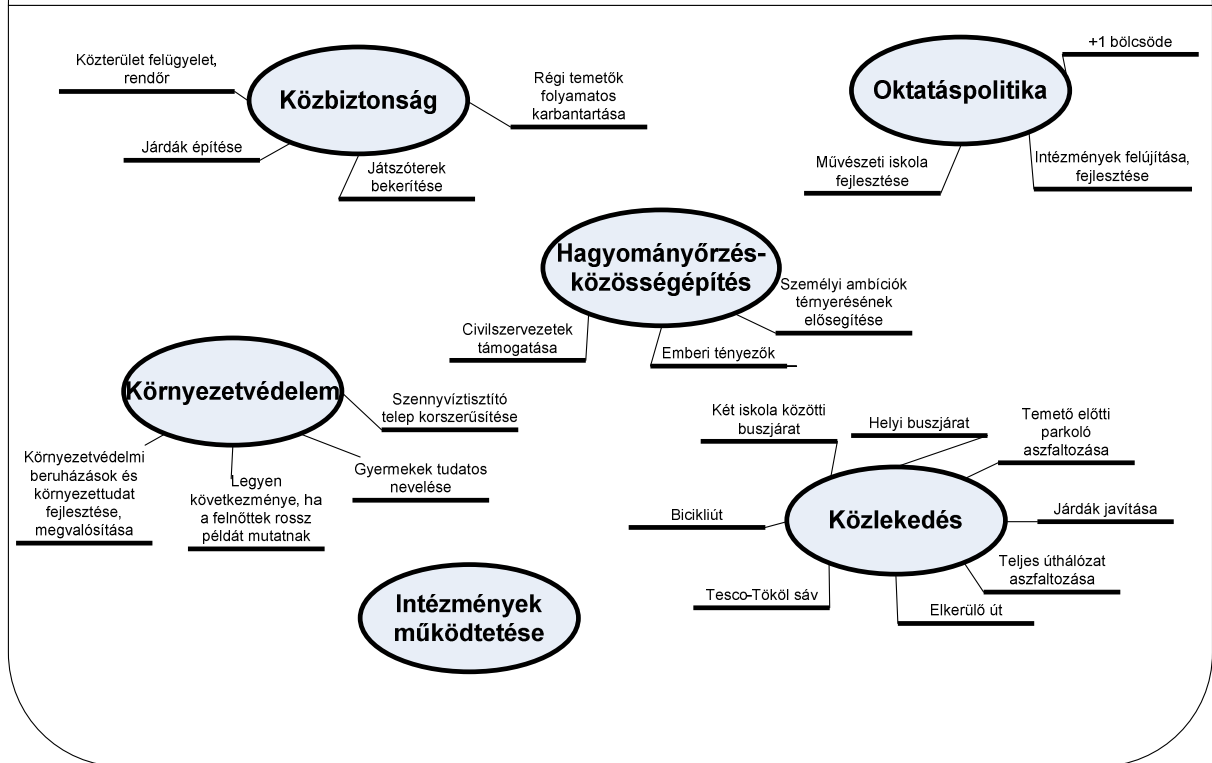 Közterület felügyelet,
rendőr
Közbiztonság
Régi temetők
folyamatos
karbantartása
Járdák építése
Játszóterek
bekerítése
+1 bölcsöde
Oktatáspolitika
Művészeti iskola
fejlesztése
Intézmények felújítása,
fejlesztése
Hagyományőrzés-
közösségépítés
Személyi ambíciók
térnyerésének
elősegítése
Civilszervezetek
támogatása
Emberi tényezők
Környezetvédelem
Szennyvíztisztító
telep korszerűsítése
Környezetvédelmi
beruházások és
környezettudat
fejlesztése,
megvalósítása
Legyen
következménye, ha
a felnőttek rossz
példát mutatnak
Gyermekek tudatos
nevelése
Két iskola közötti
buszjárat
Helyi buszjárat
Temető előtti
parkoló
aszfaltozása
Bicikliút
Közlekedés
Járdák javítása
Tesco-Tököl sáv
Elkerülő út
Teljes úthálózat
aszfaltozása
Intézmények
működtetése